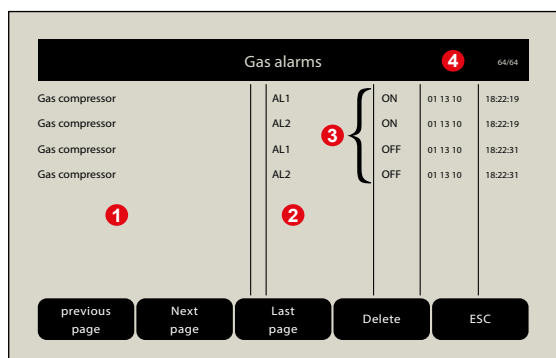 Gas alarms 4 64/64
Gas compressor AL1 ON 01 13 10 18:22:19
Gas compressor AL2 ON 01 13 10 18:22:19
3
Gas compressor AL1 OFF 01 13 10 18:22:31
Gas compressor AL2 OFF 01 13 10 18:22:31
1 2
previous page
Next page
Last page
Delete
ESC